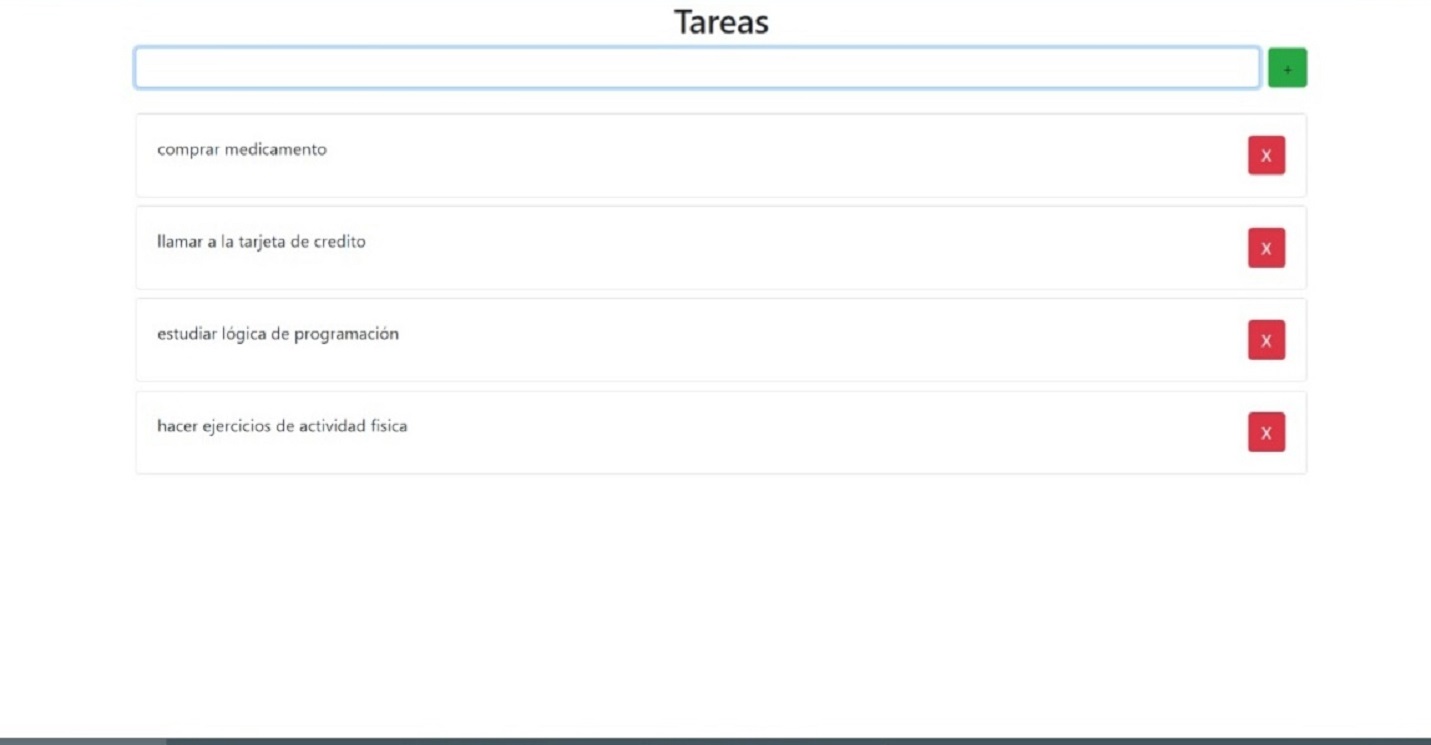 Tareas
+
comprar medicamento
X
llamar a la tarjeta de credito
X
estudiar lógica de programación
X
hacer ejercicios de actividad fisica
X